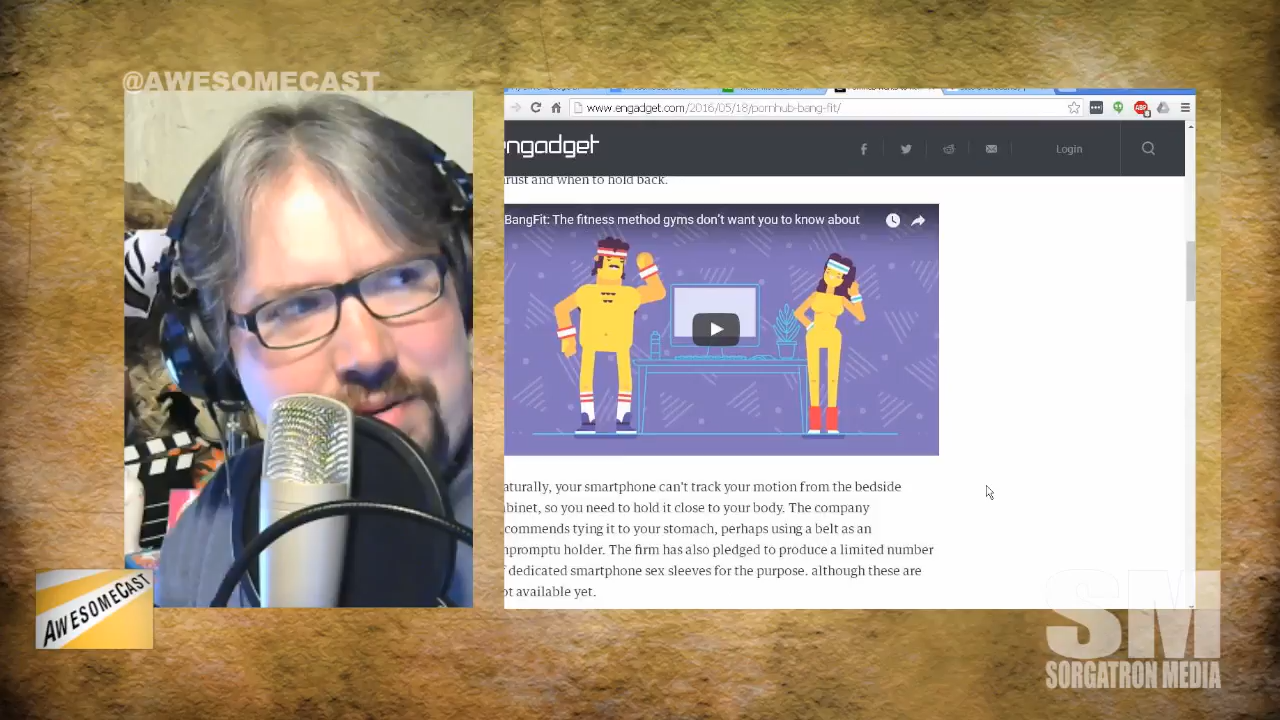 @AWESOMECAST
www.engadget.com/2016/05/18/pornhub-bang-fit/
ngadget
Login
rust and when to hold back.
BangFit: The fitness method gyms don't want you to know about
aturally, your smartphone can't track your motion from the bedside
abinet, so you need to hold it close to your body. The company
commends tying it to your stomach, perhaps using a belt as an
npromptu holder. The firm has also pledged to produce a limited number
f dedicated smartphone sex sleeves for the purpose. although these are
ot available yet.
AWESOMECAST
SM
SORGATRON MEDIA